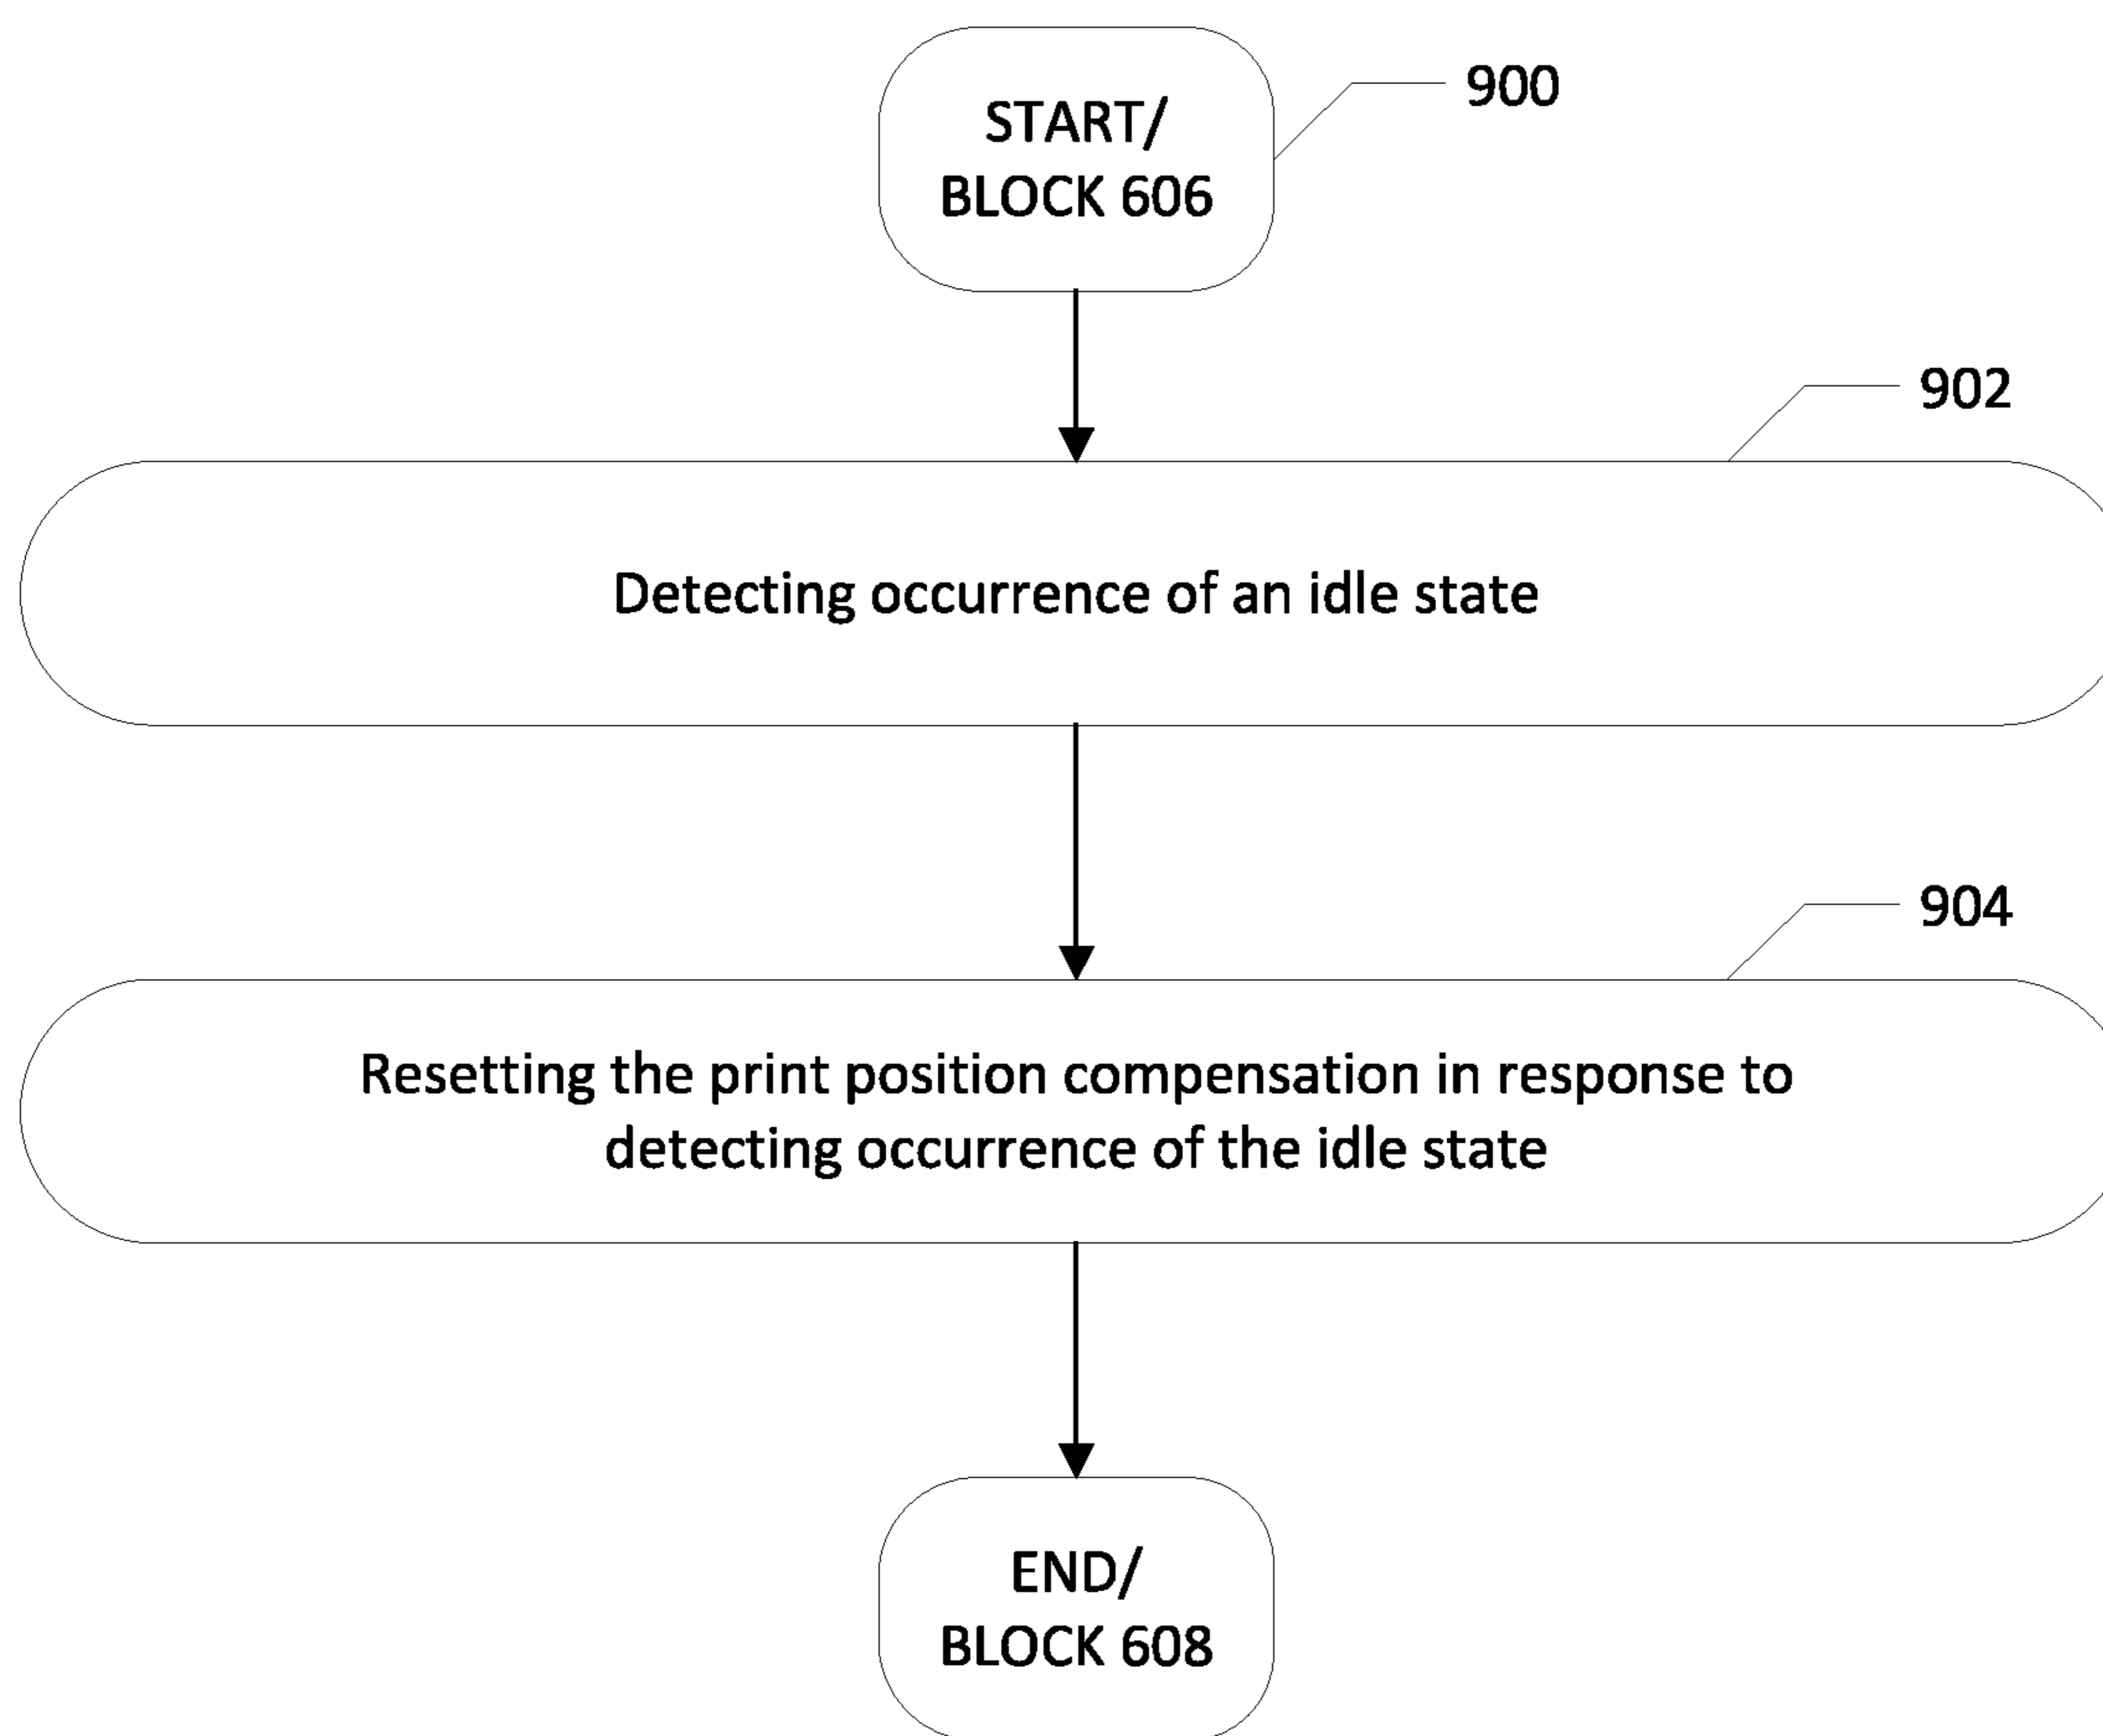 START/
BLOCK 606
900
902
Detecting occurrence of an idle state
904
Resetting the print position compensation in response to
detecting occurrence of the idle state
END/
BLOCK 608